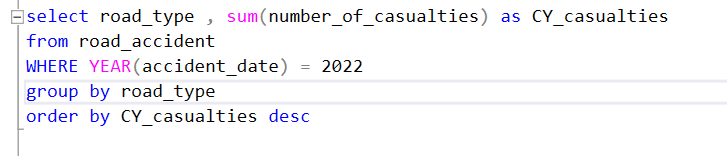 select road_type , sum(number_of_casualties) as CY_casualties
from road_accident
WHERE YEAR(accident_date) = 2022
group by road_type
order by CY_casualties desc